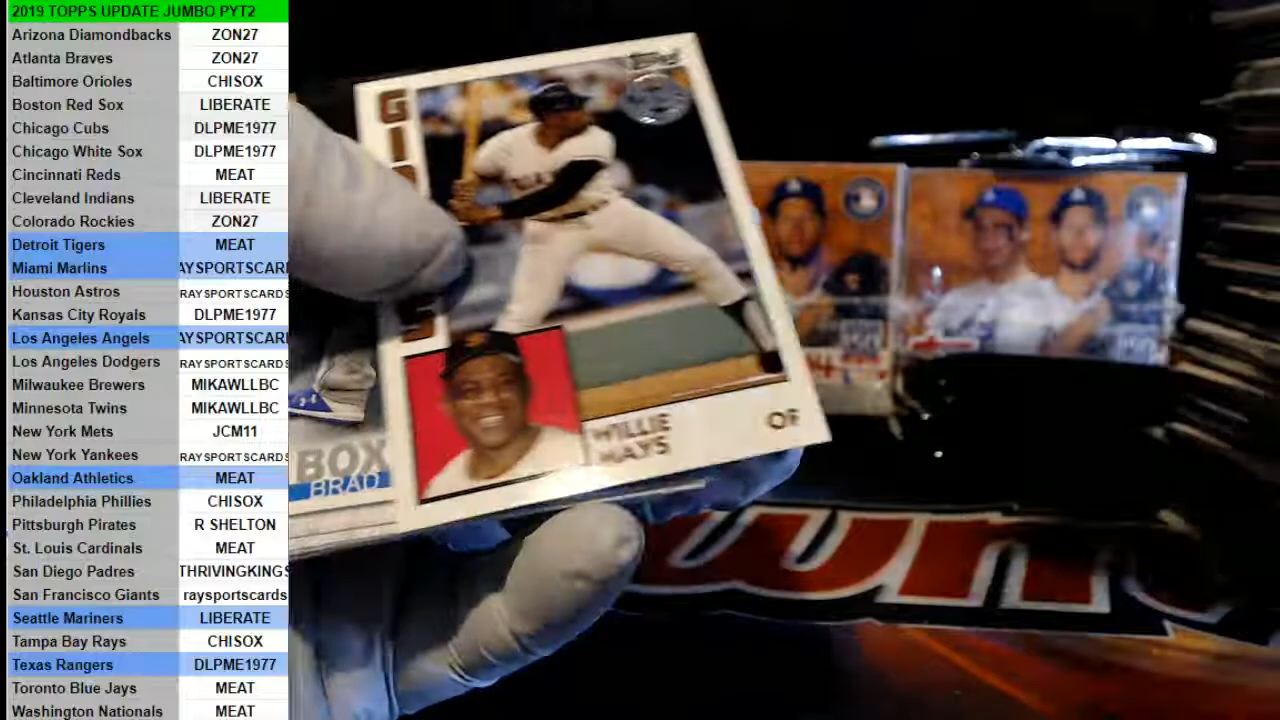 2019 TOPPS UPDATE JUMBO PYT2
Arizona Diamondbacks ZON27
Atlanta Braves ZON27
Baltimore Orioles CHISOX
Boston Red Sox LIBERATE
Chicago Cubs DLPME1977
Chicago White Sox DLPME1977
Cincinnati Reds MEAT
Cleveland Indians LIBERATE
Colorado Rockies ZON27
Detroit Tigers MEAT
Miami Marlins AYSPORTSCARI
Houston Astros RAYSPORTSCARDS
Kansas City Royals DLPME1977
Los Angeles Angels AYSPORTSCARI
Los Angeles Dodgers RAYSPORTSCARDS
Milwaukee Brewers MIKAWLLBC
Minnesota Twins MIKAWLLBC
New York Mets JCM11
New York Yankees RAYSPORTSCARDS
Oakland Athletics MEAT
Philadelphia Phillies CHISOX
Pittsburgh Pirates R SHELTON
St. Louis Cardinals MEAT
San Diego Padres THRIVINGKINGS
San Francisco Giants raysportscards
Seattle Mariners LIBERATE
Tampa Bay Rays CHISOX
Texas Rangers DLPME1977
Toronto Blue Jays MEAT
Washington Nationals MEAT
WILLIE
MAYS
OF
BOX
BRAD